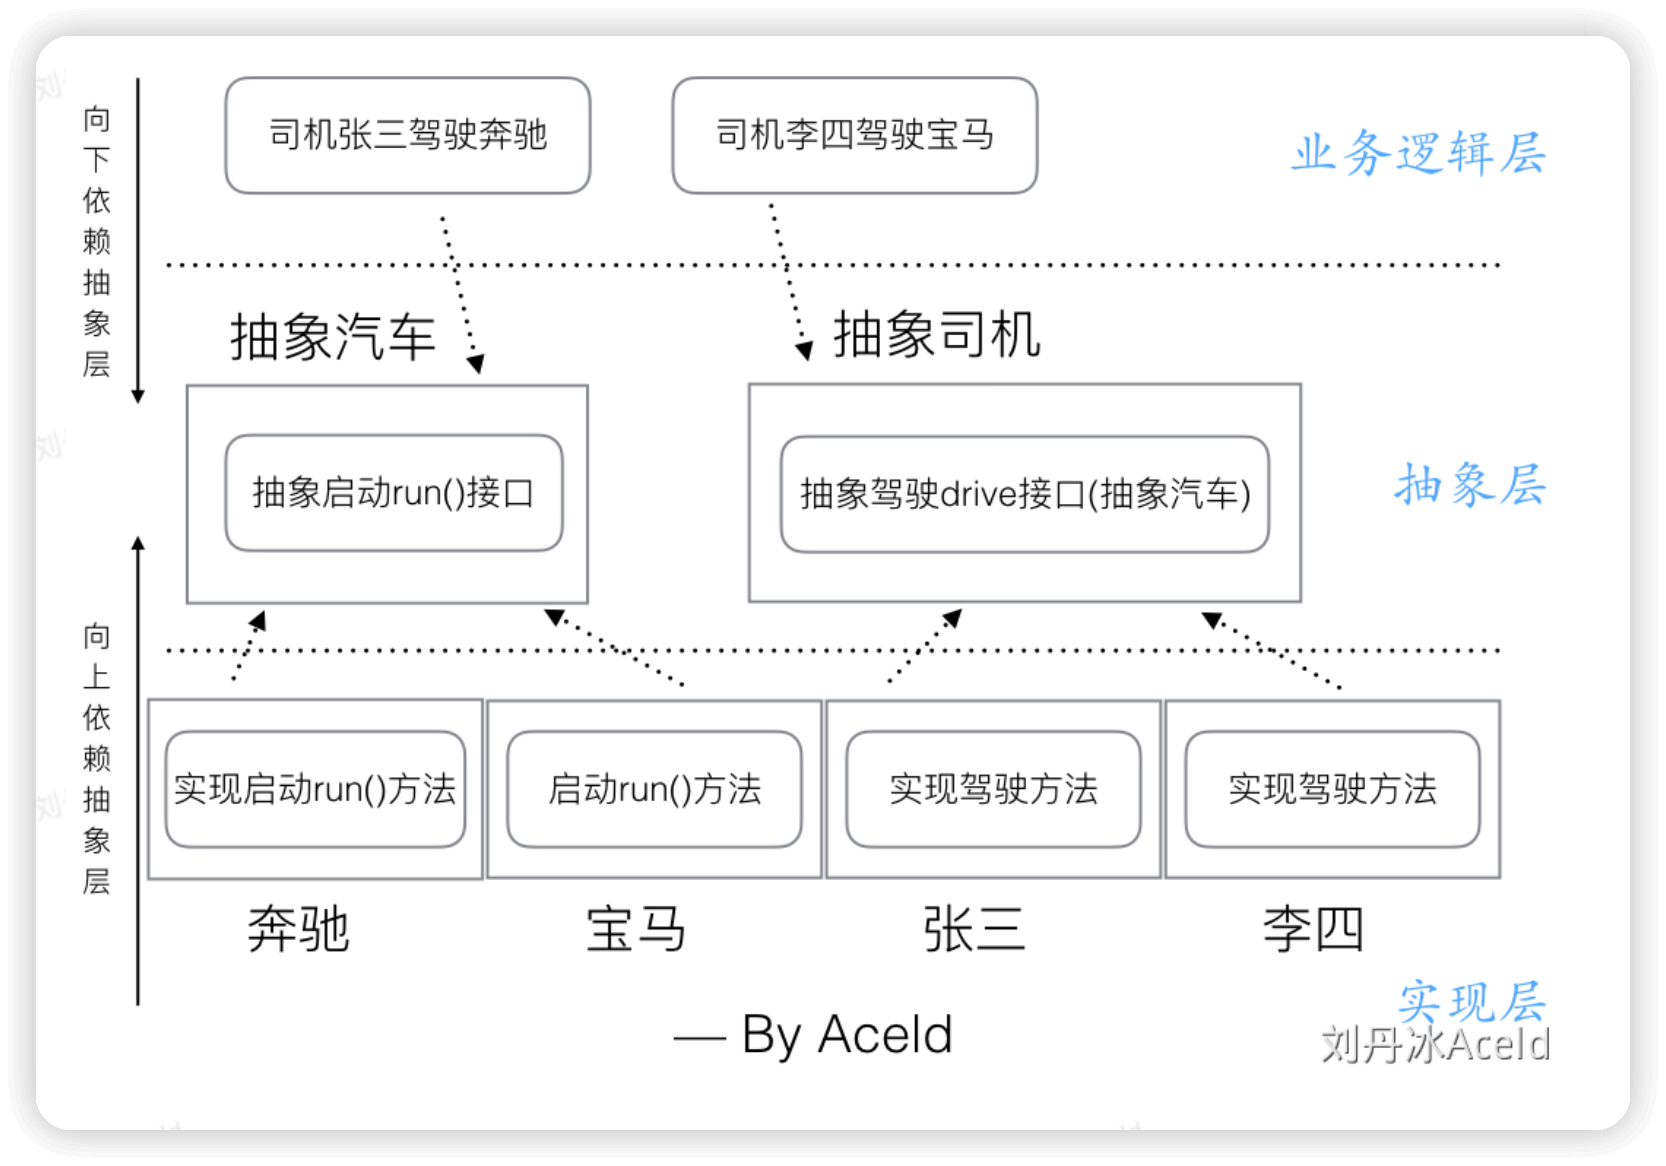 向下依赖抽象层
司机张三驾驶奔驰
司机李四驾驶宝马
业务逻辑层
抽象汽车
抽象司机
抽象启动run()接口
抽象驾驶drive接口(抽象汽车)
抽象层
向上依赖抽象层
实现启动run()方法
启动run()方法
实现驾驶方法
实现驾驶方法
奔驰
宝马
张三
李四
实现层
— By Aceld
刘丹冰Aceld